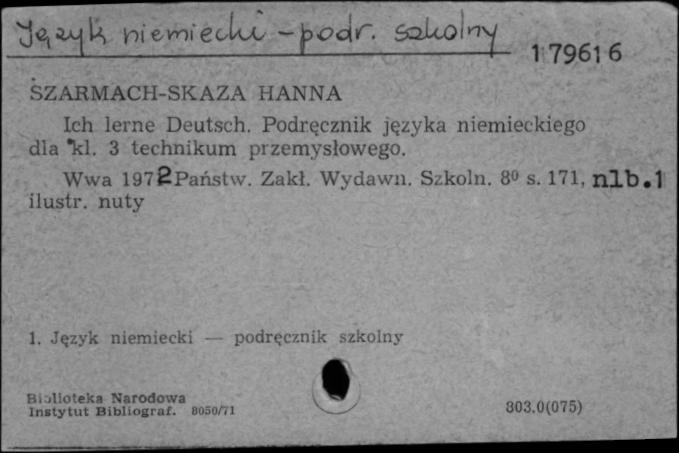 Język niemiecki - podr. szkolny
179616
SZARMACH-SKAZA HANNA
Ich lerne Deutsch. Podręcznik języka niemieckiego
dla kl. 3 technikum przemysłowego.
Wwa 1972 Państw. Zakł. Wydawn. Szkoln. 8⁰ s. 171, nlb.1
ilustr. nuty
1. Język niemiecki — podręcznik szkolny
Biblioteka Narodowa
Instytut Bibliograf. 8050/71
803.0(075)